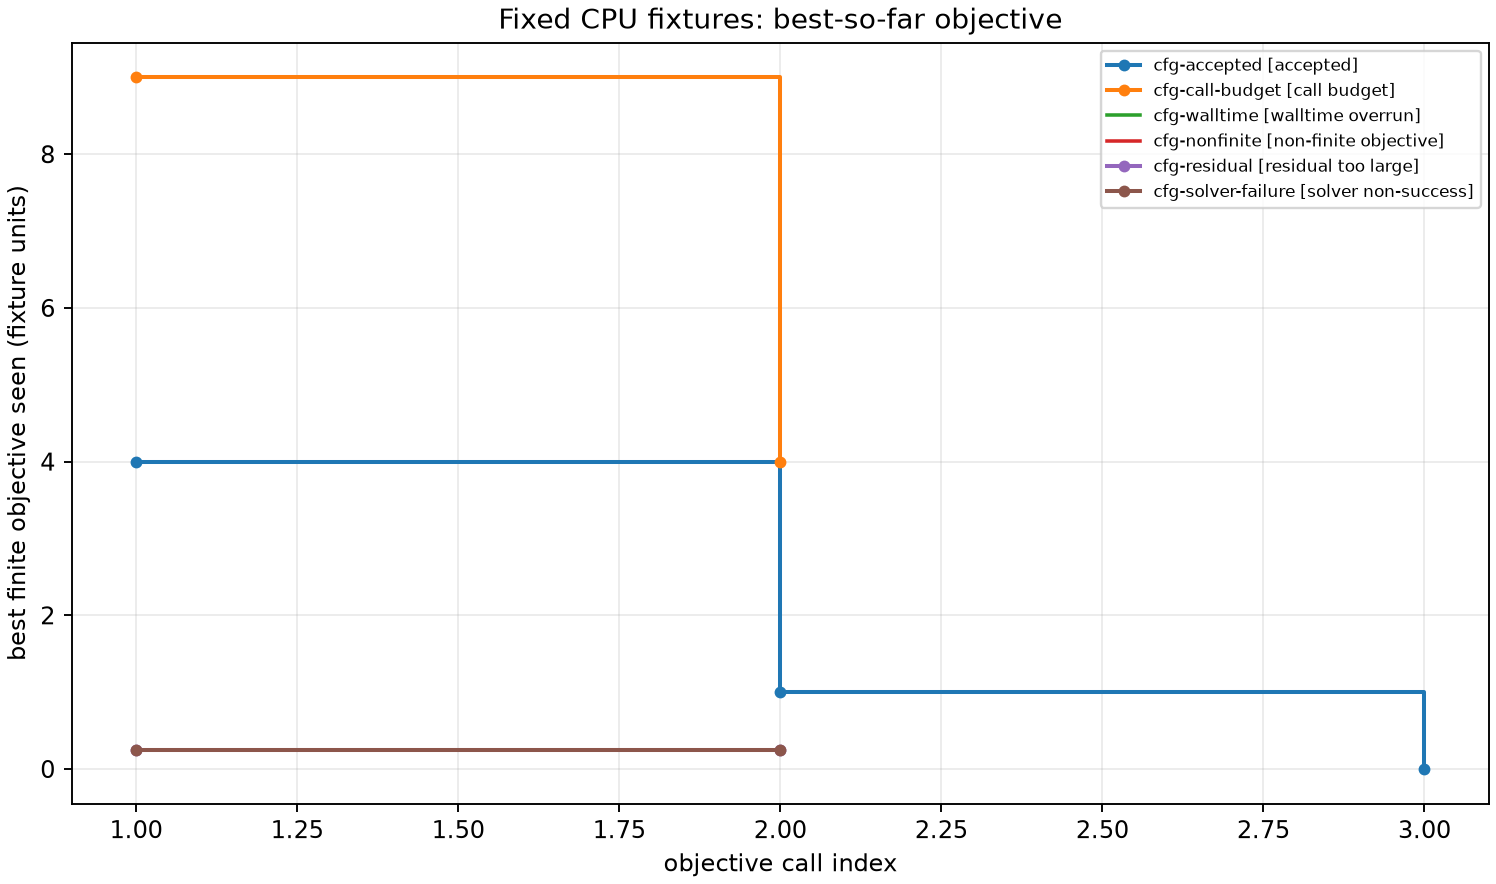 Fixed CPU fixtures: best-so-far objective
cfg-accepted [accepted]
cfg-call-budget [call budget]
cfg-walltime [walltime overrun]
cfg-nonfinite [non-finite objective]
cfg-residual [residual too large]
cfg-solver-failure [solver non-success]
best finite objective seen (fixture units)
8
6
4
2
0
1.00 1.25 1.50 1.75 2.00 2.25 2.50 2.75 3.00
objective call index